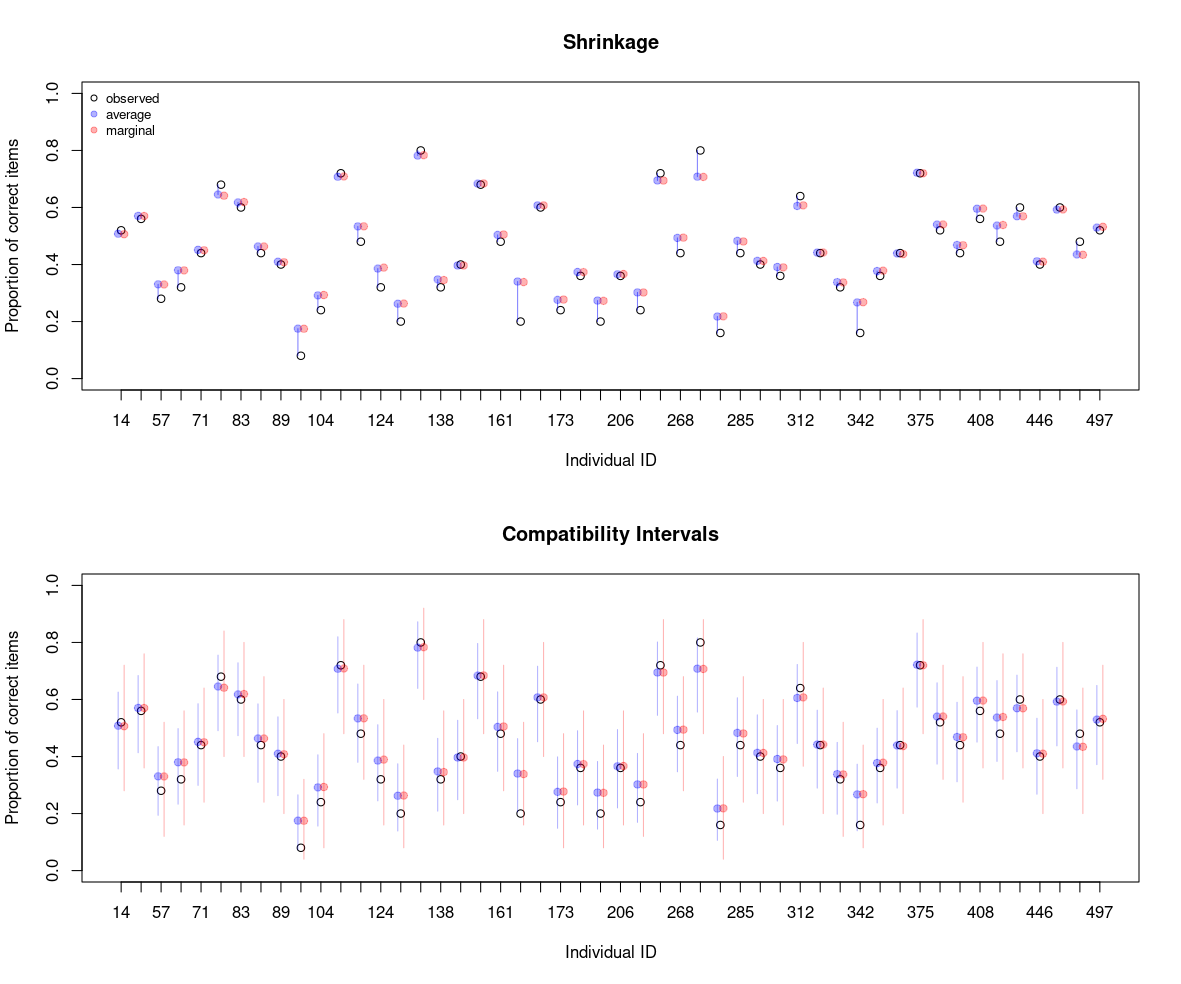 Shrinkage
Proportion of correct items
1.0
0.8
0.6
0.4
0.2
0.0
observed
average
marginal
14 57 71 83 89 104 124 138 161 173 206 268 285 312 342 375 408 446 497
Individual ID
Compatibility Intervals
Proportion of correct items
1.0
0.8
0.6
0.4
0.2
0.0
14 57 71 83 89 104 124 138 161 173 206 268 285 312 342 375 408 446 497
Individual ID